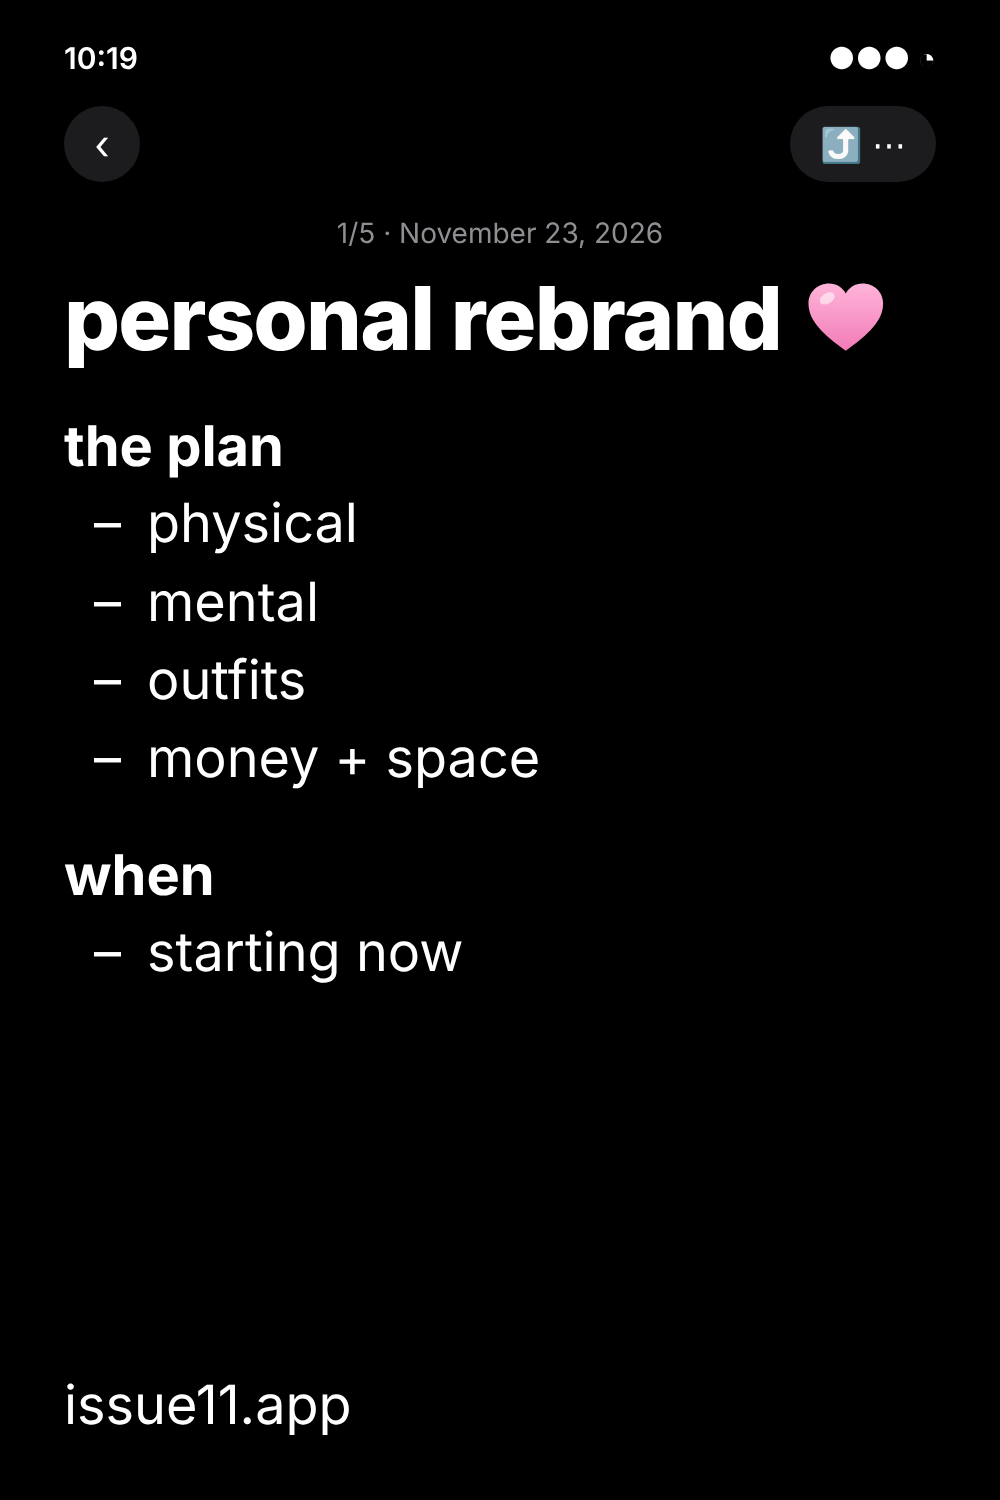 10:19
1/5 · November 23, 2026
personal rebrand 🩷
the plan
– physical
– mental
– outfits
– money + space
when
– starting now
issue11.app